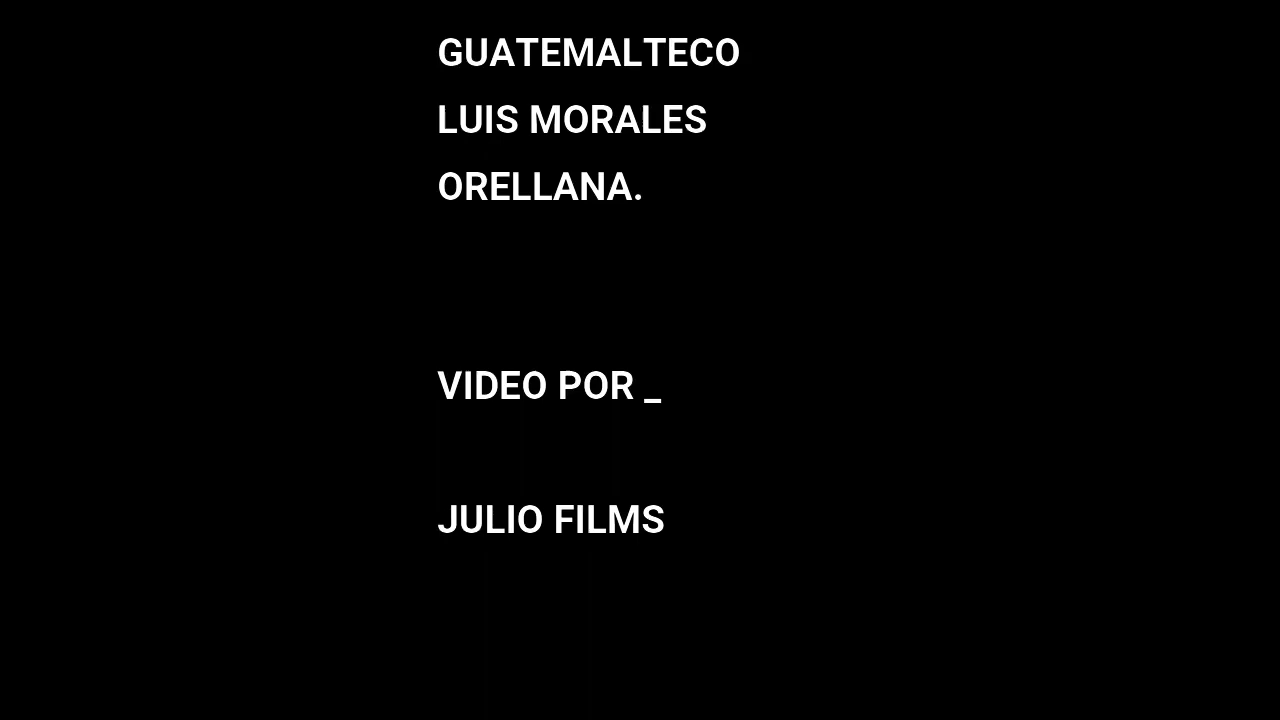 GUATEMALTECO
LUIS MORALES
ORELLANA.
VIDEO POR _
JULIO FILMS